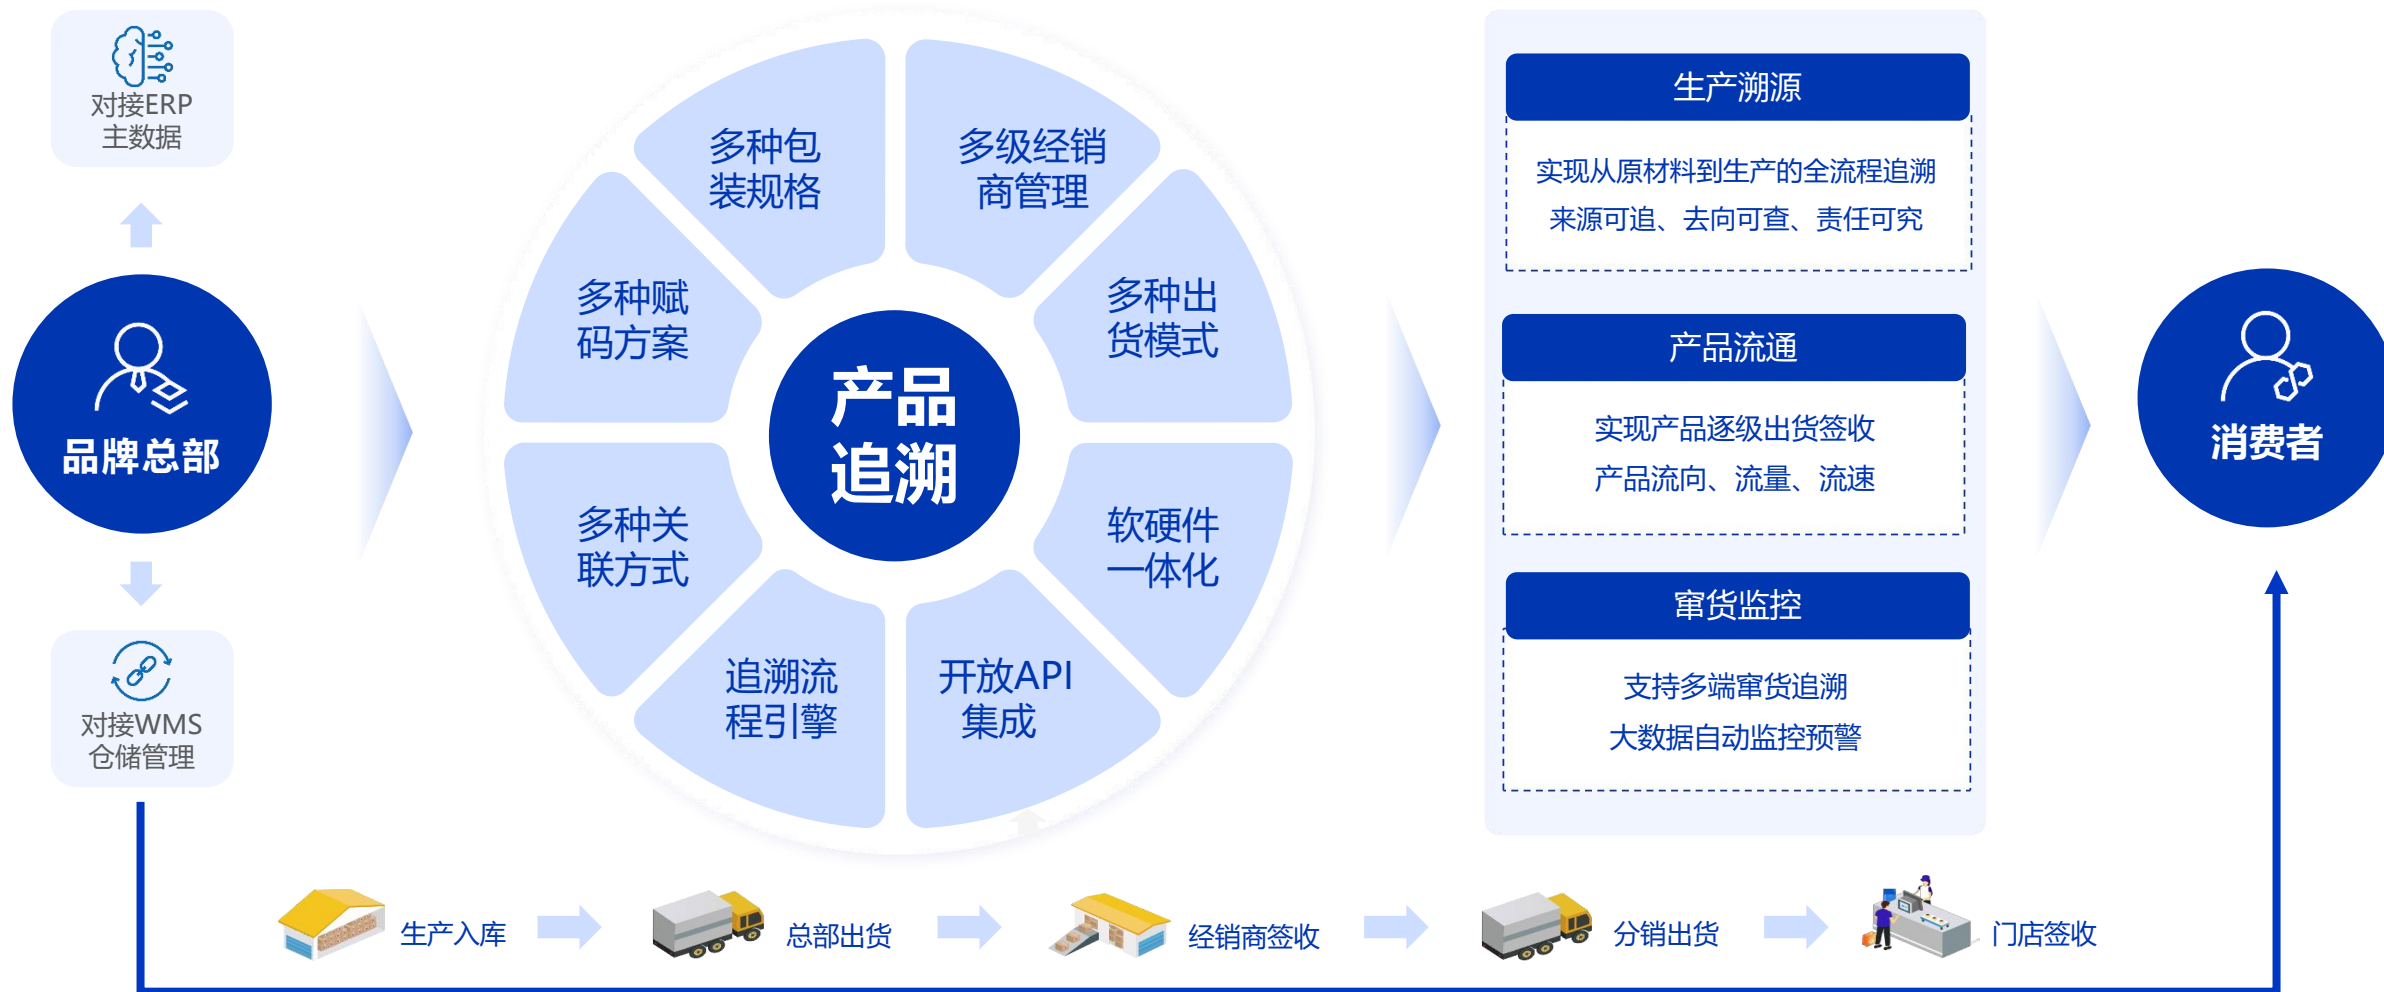 对接ERP
主数据
品牌总部
对接WMS
仓储管理
多种包
装规格
多级经销
商管理
多种赋
码方案
多种出
货模式
产品
追溯
多种关
联方式
软硬件
一体化
追溯流
程引擎
开放API
集成
生产溯源
实现从原材料到生产的全流程追溯
来源可追、去向可查、责任可究
产品流通
实现产品逐级出货签收
产品流向、流量、流速
窜货监控
支持多端窜货追溯
大数据自动监控预警
消费者
生产入库
总部出货
经销商签收
分销出货
门店签收